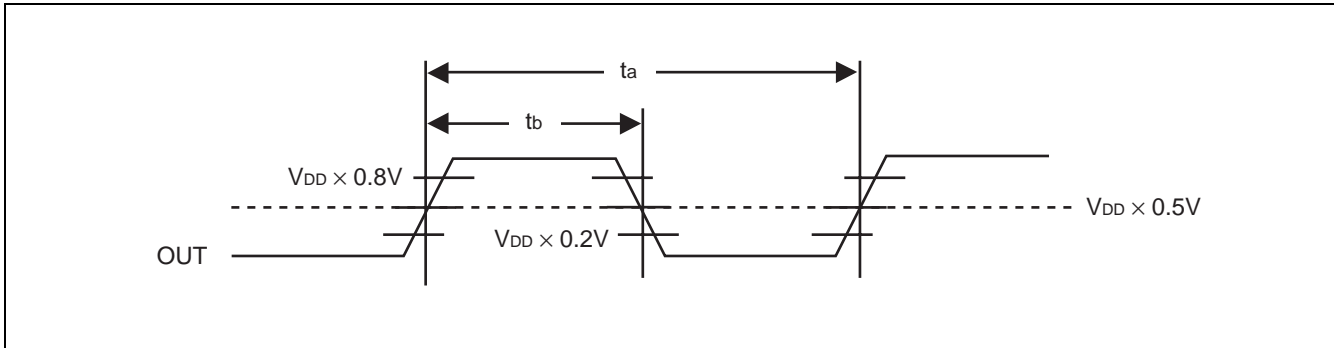 ta
tb
VDD × 0.8V
VDD × 0.5V
VDD × 0.2V
OUT